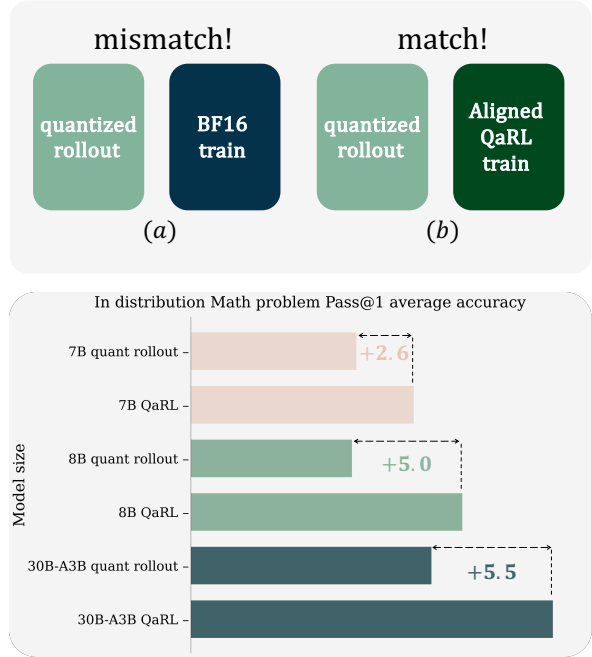 mismatch!
match!
quantized
rollout
BF16
train
quantized
rollout
Aligned
QaRL
train
(a)
(b)
In distribution Math problem Pass@1 average accuracy
Model size
7B quant rollout
+2.6
7B QaRL
8B quant rollout
+5.0
8B QaRL
30B-A3B quant rollout
+5.5
30B-A3B QaRL